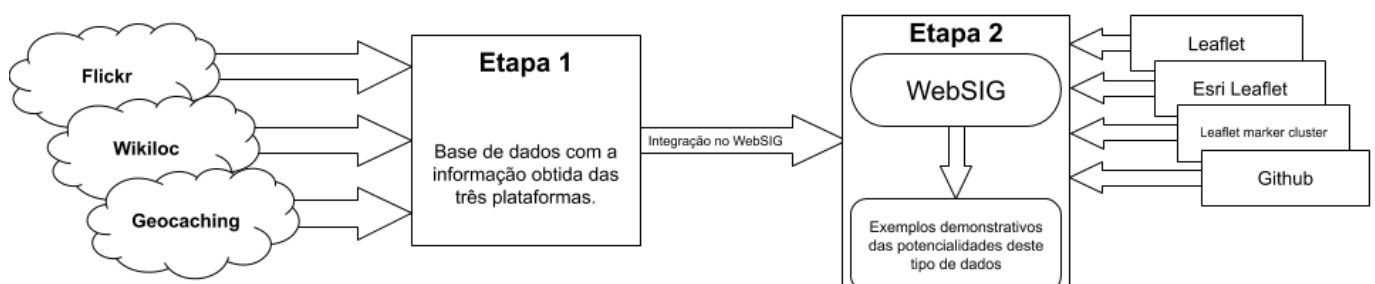 Flickr
Wikiloc
Geocaching
Etapa 1
Base de dados com a
informação obtida das
três plataformas.
Integração no WebSIG
Etapa 2
WebSIG
Exemplos demonstrativos
das potencialidades deste
tipo de dados
Leaflet
Esri Leaflet
Leaflet marker cluster
Github